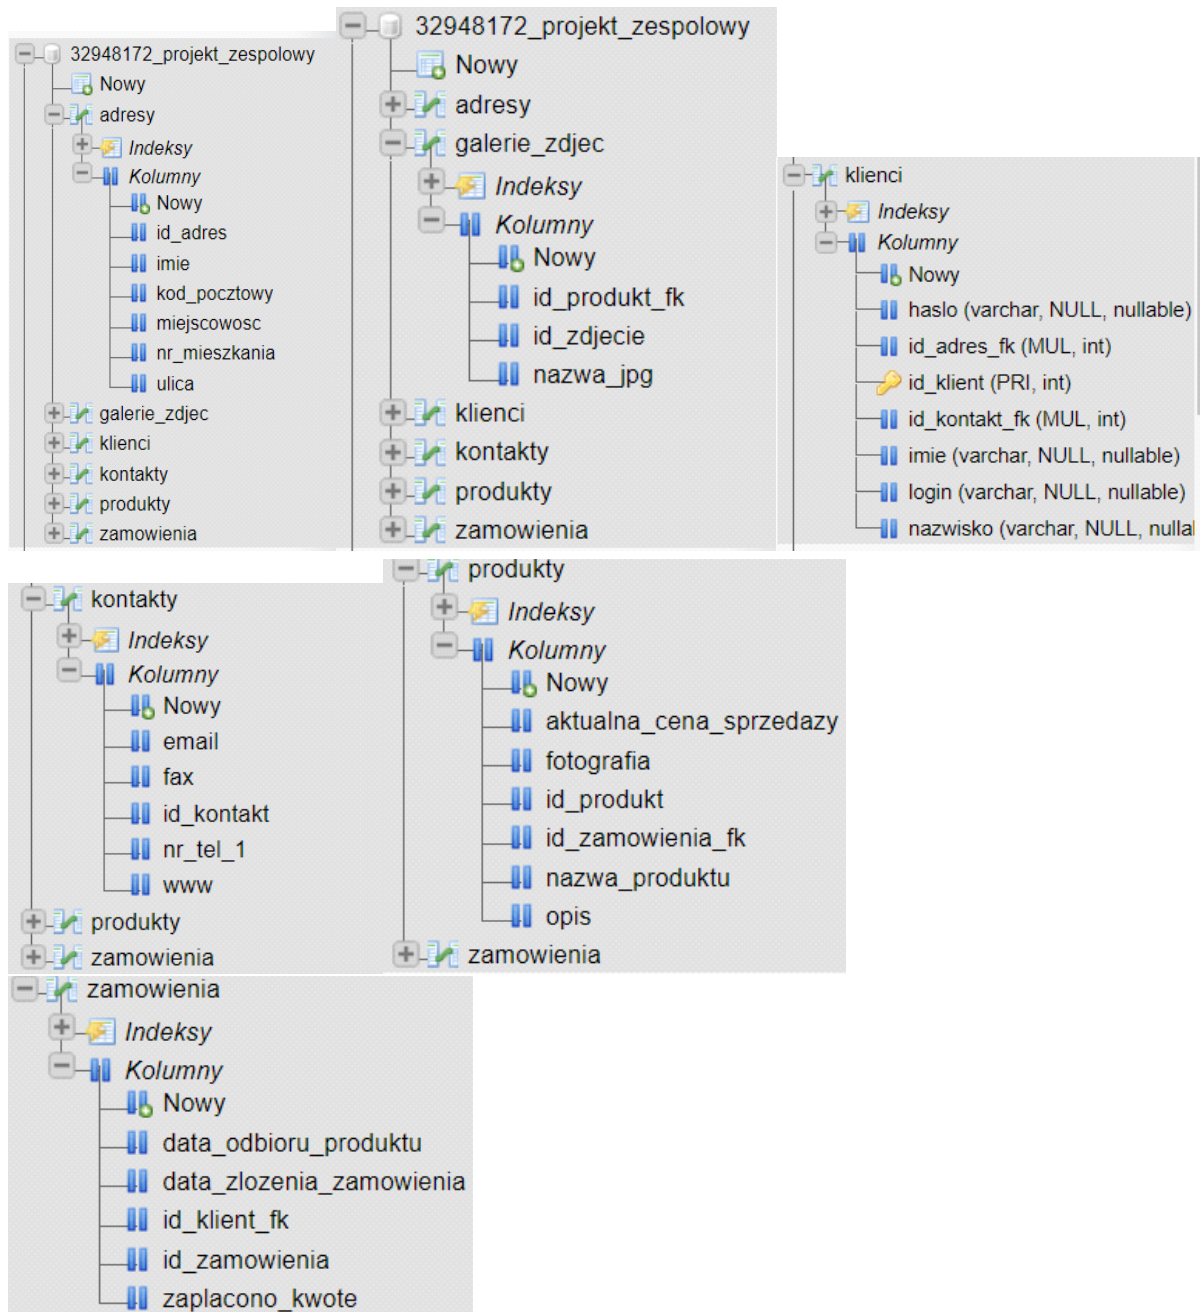 32948172_projekt_zespolowy
Nowy
adresy
Indeksy
Kolumny
Nowy
id_adres
imie
kod_pocztowy
miejscowosc
nr_mieszkania
ulica
galerie_zdjec
klienci
kontakty
produkty
zamowienia
32948172_projekt_zespolowy
Nowy
adresy
galerie_zdjec
Indeksy
Kolumny
Nowy
id_produkt_fk
id_zdjecie
nazwa_jpg
klienci
kontakty
produkty
zamowienia
klienci
Indeksy
Kolumny
Nowy
haslo (varchar, NULL, nullable)
id_adres_fk (MUL, int)
id_klient (PRI, int)
id_kontakt_fk (MUL, int)
imie (varchar, NULL, nullable)
login (varchar, NULL, nullable)
nazwisko (varchar, NULL, nullal
kontakty
Indeksy
Kolumny
Nowy
email
fax
id_kontakt
nr_tel_1
www
produkty
zamowienia
produkty
Indeksy
Kolumny
Nowy
aktualna_cena_sprzedazy
fotografia
id_produkt
id_zamowienia_fk
nazwa_produktu
opis
zamowienia
zamowienia
Indeksy
Kolumny
Nowy
data_odbioru_produktu
data_zlozenia_zamowienia
id_klient_fk
id_zamowienia
zaplacono_kwote